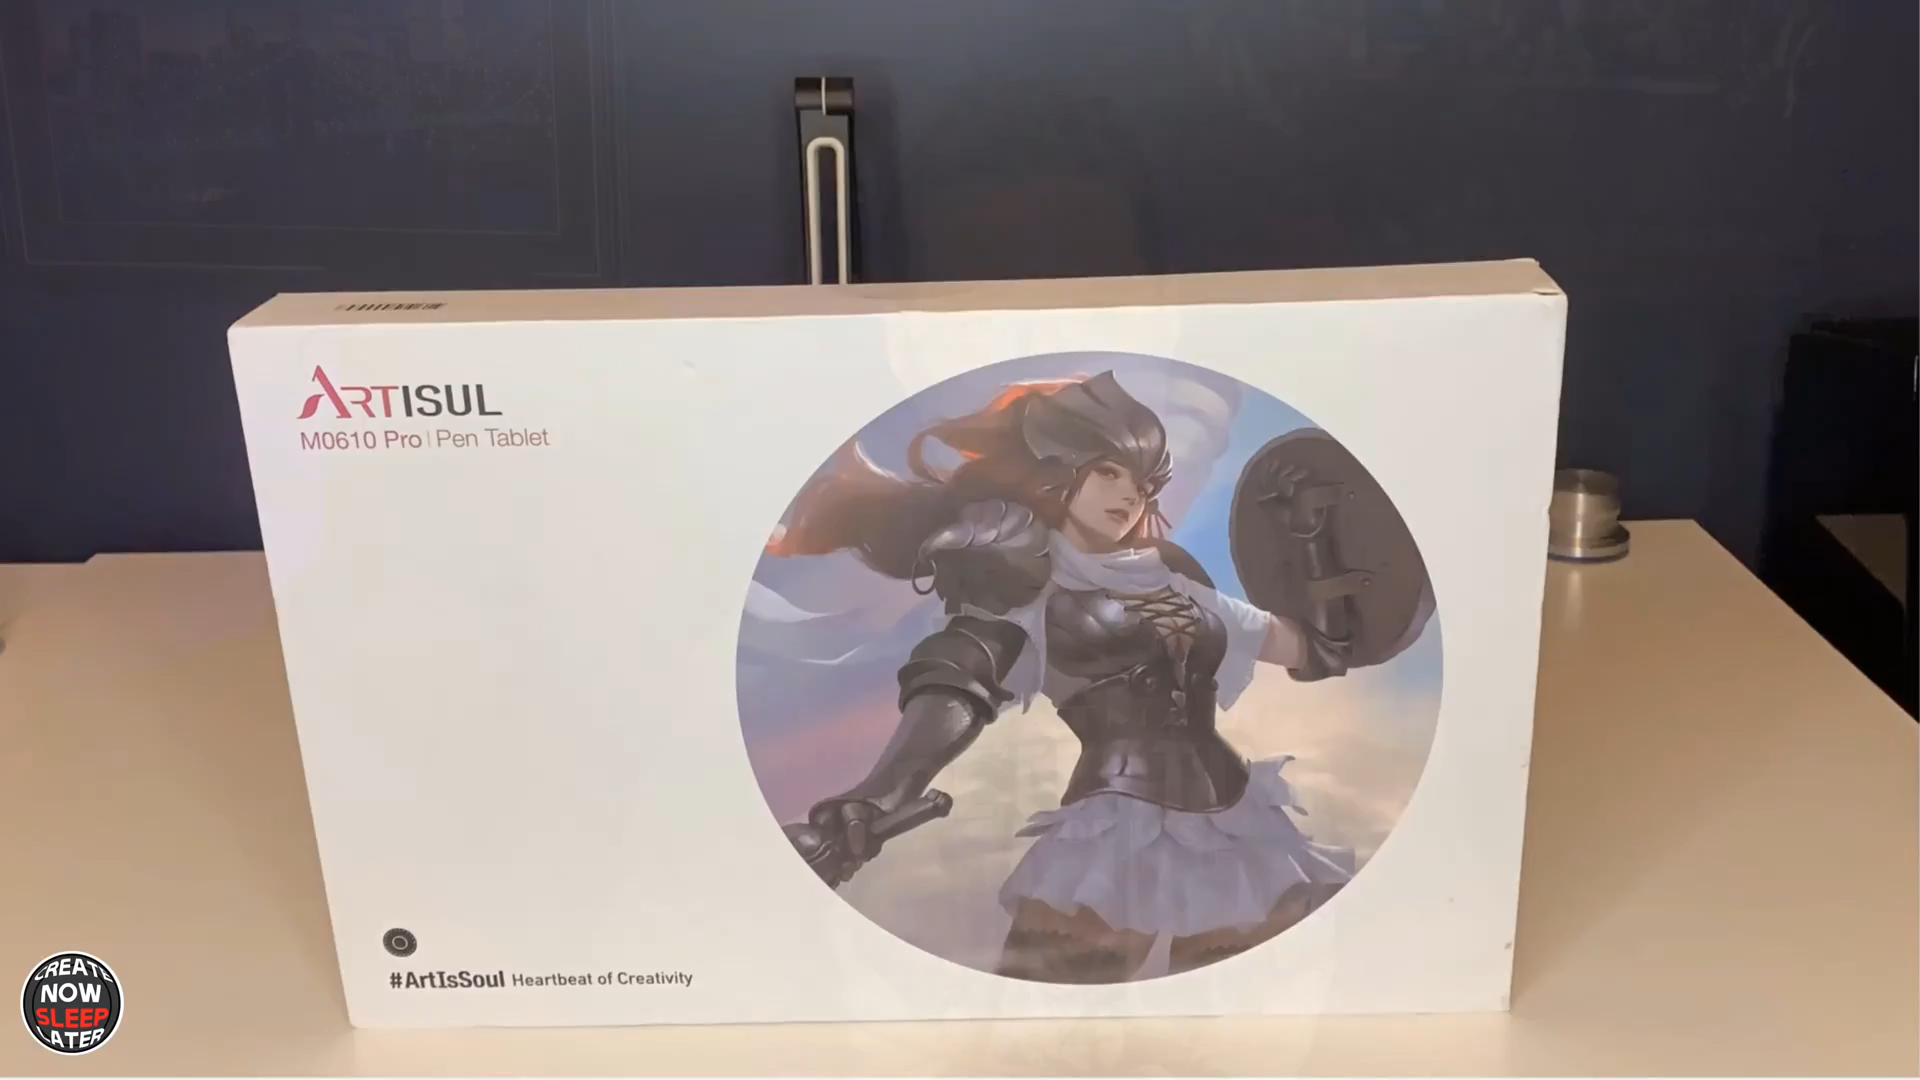 ARTISUL
M0610 Pro | Pen Tablet
#ArtIsSoul Heartbeat of Creativity
CREATE
NOW
SLEEP
LATER